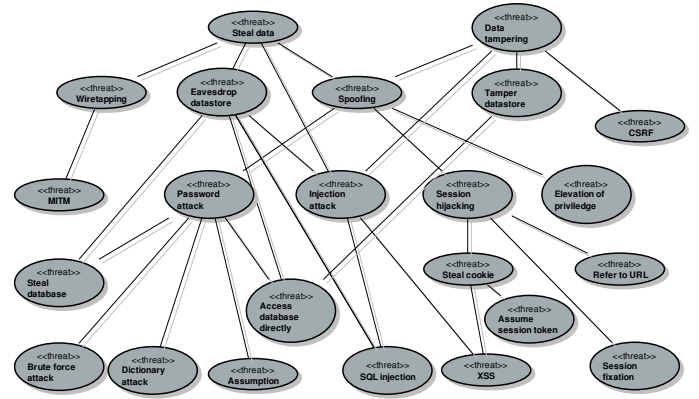 <<threat>>
Steal data
<<threat>>
Data
tampering
<<threat>>
Wiretapping
<<threat>>
Eavesdrop
datastore
<<threat>>
Spoofing
<<threat>>
Tamper
datastore
<<threat>>
CSRF
<<threat>>
MITM
<<threat>>
Password
attack
<<threat>>
Injection
attack
<<threat>>
Session
hijacking
<<threat>>
Elevation of
priviledge
<<threat>>
Steal
database
<<threat>>
Access
database
directly
<<threat>>
Steal cookie
<<threat>>
Refer to URL
<<threat>>
Assume
session token
<<threat>>
Brute force
attack
<<threat>>
Dictionary
attack
<<threat>>
Assumption
<<threat>>
SQL injection
<<threat>>
XSS
<<threat>>
Session
fixation